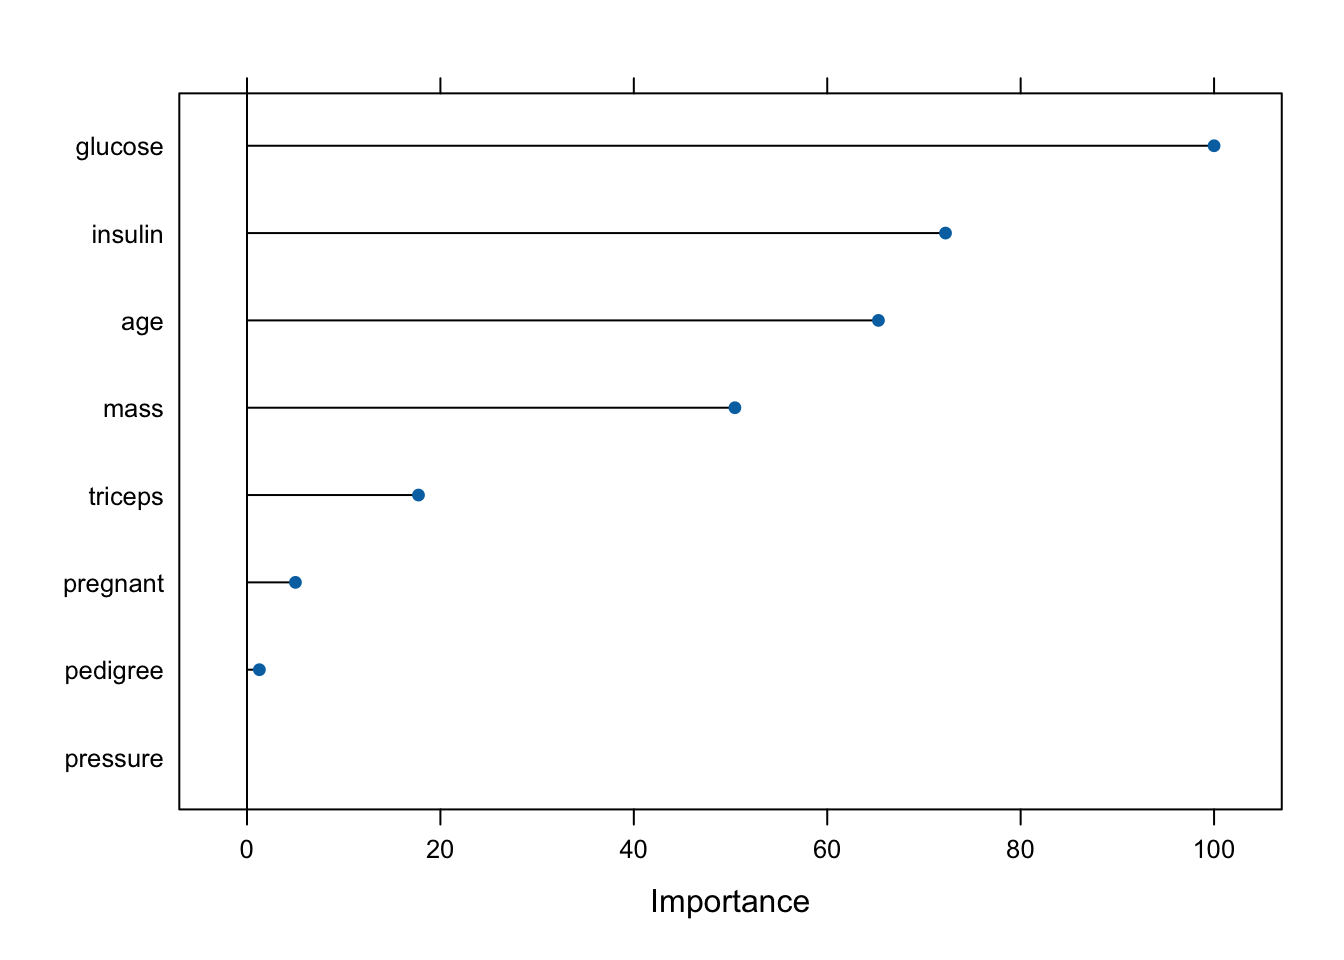 glucose
insulin
age
mass
triceps
pregnant
pedigree
pressure
0 20 40 60 80 100
Importance